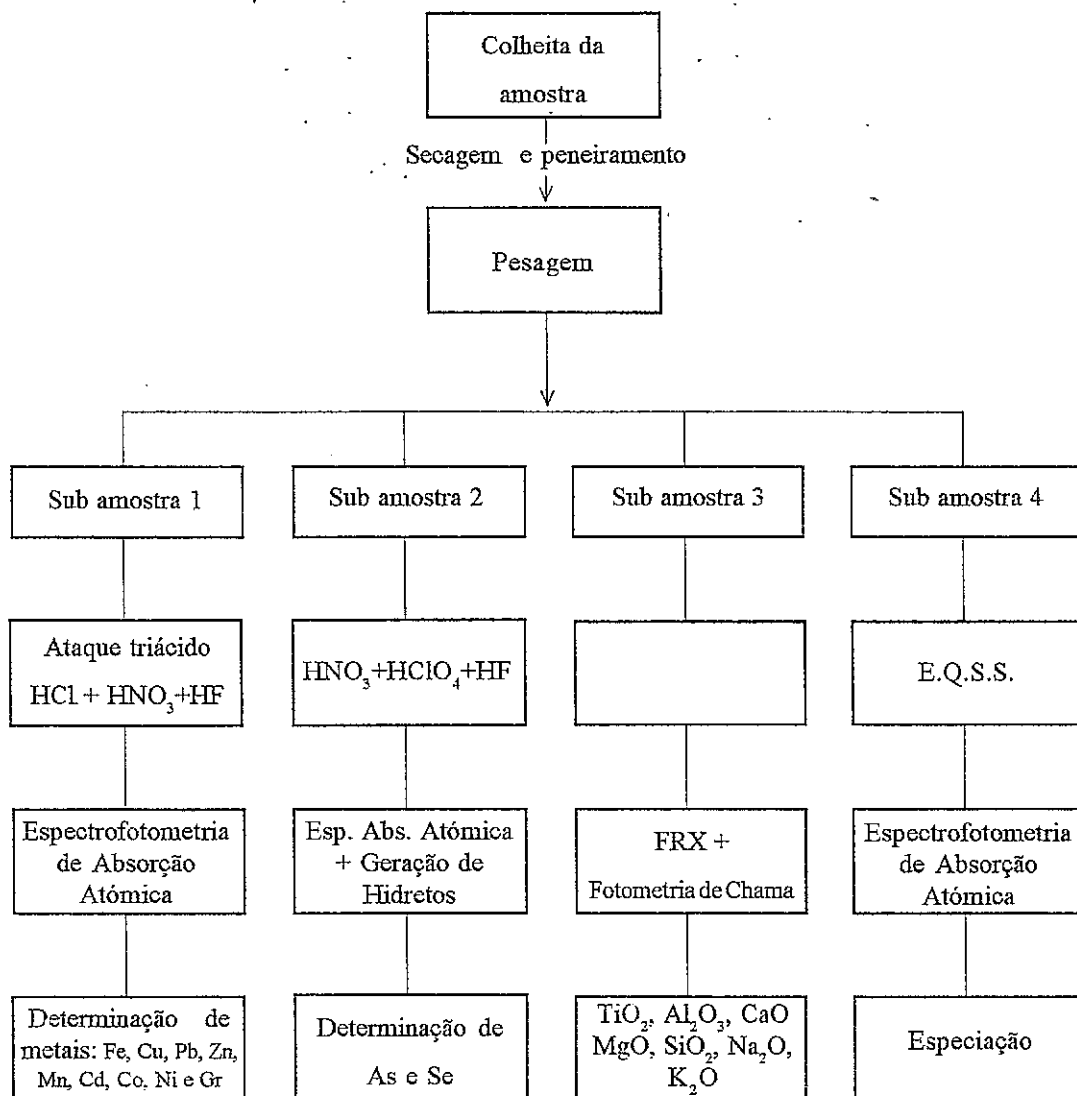 Colheita da
amostra
Secagem e peneiramento
Pesagem
Sub amostra 1
Sub amostra 2
Sub amostra 3
Sub amostra 4
Ataque triácido
HCl + HNO₃+HF
HNO₃+HClO₄+HF
E.Q.S.S.
Espectrofotometria
de Absorção
Atómica
Esp. Abs. Atómica
+ Geração de
Hidretos
FRX +
Fotometria de Chama
Espectrofotometria
de Absorção
Atómica
Determinação de
metais: Fe, Cu, Pb, Zn,
Mn, Cd, Co, Ni e Gr
Determinação de
As e Se
TiO₂, Al₂O₃, CaO
MgO, SiO₂, Na₂O,
K₂O
Especiação